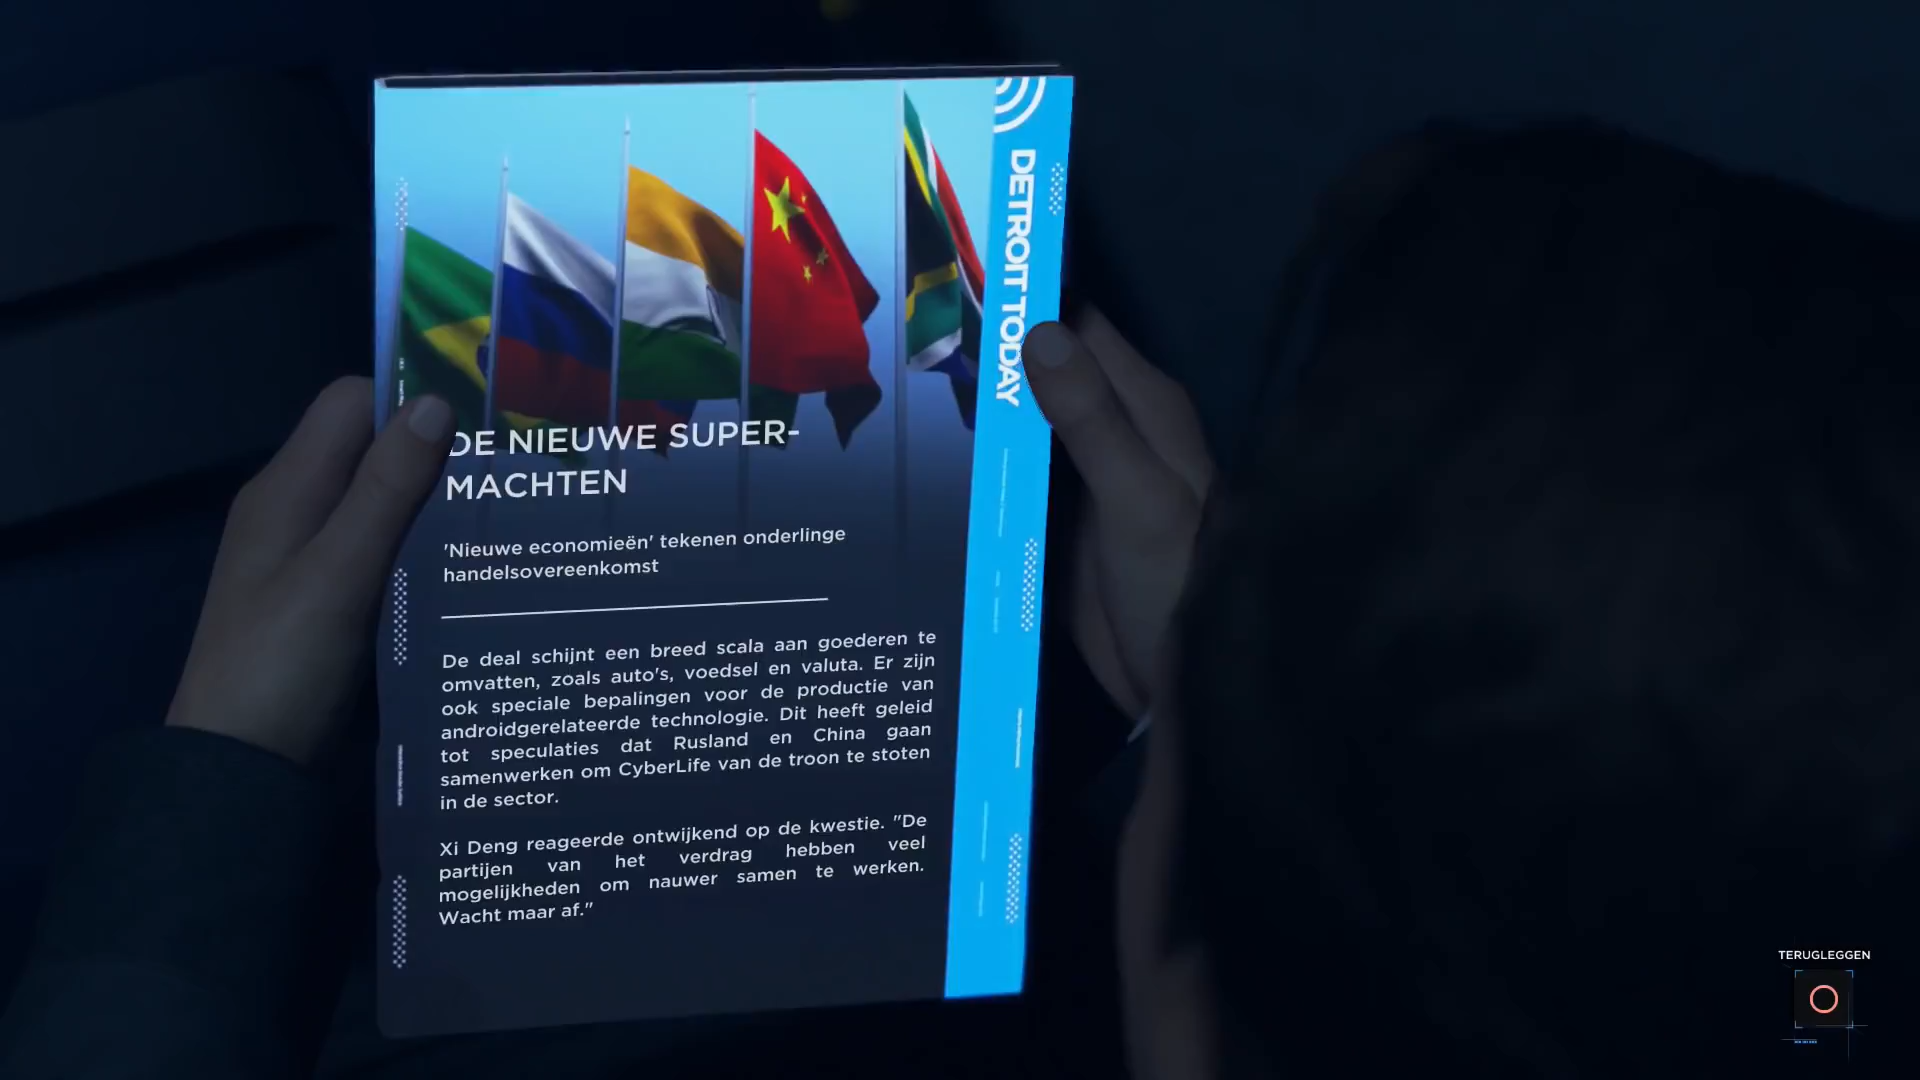 DETROIT TODAY
DE NIEUWE SUPER-
MACHTEN
'Nieuwe economieën' tekenen onderlinge
handelsovereenkomst
De deal schijnt een breed scala aan goederen te
omvatten, zoals auto's, voedsel en valuta. Er zijn
ook speciale bepalingen voor de productie van
androidgerelateerde technologie. Dit heeft geleid
tot speculaties dat Rusland en China gaan
samenwerken om CyberLife van de troon te stoten
in de sector.
Xi Deng reageerde ontwijkend op de kwestie. "De
partijen van het verdrag hebben veel
mogelijkheden om nauwer samen te werken.
Wacht maar af."
TERUGLEGGEN